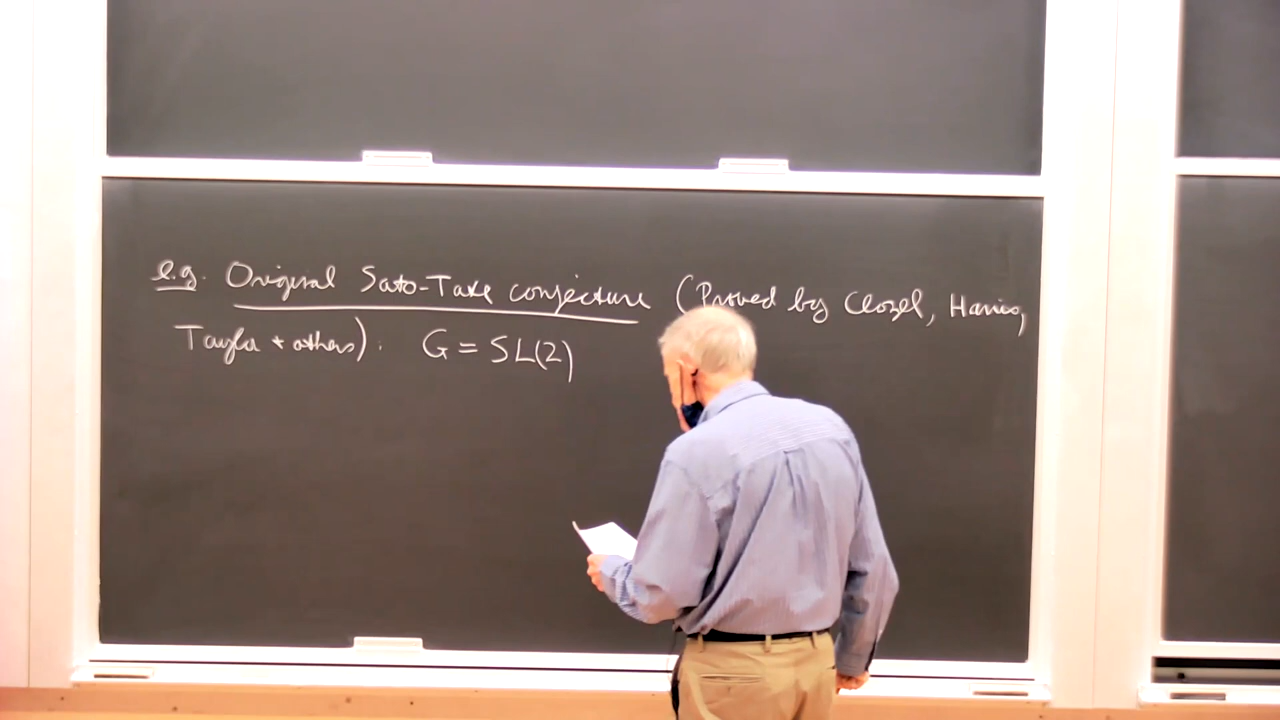 e.g. Original Sato-Tate conjecture (Proved by Clozel, Harris,
Taylor + others). G = SL(2)